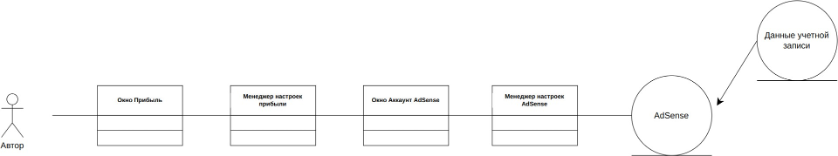 Данные учетной
записи
Окно Прибыль
Менеджер настроек
прибыли
Окно Аккаунт AdSense
Менеджер настроек
AdSense
AdSense
Автор